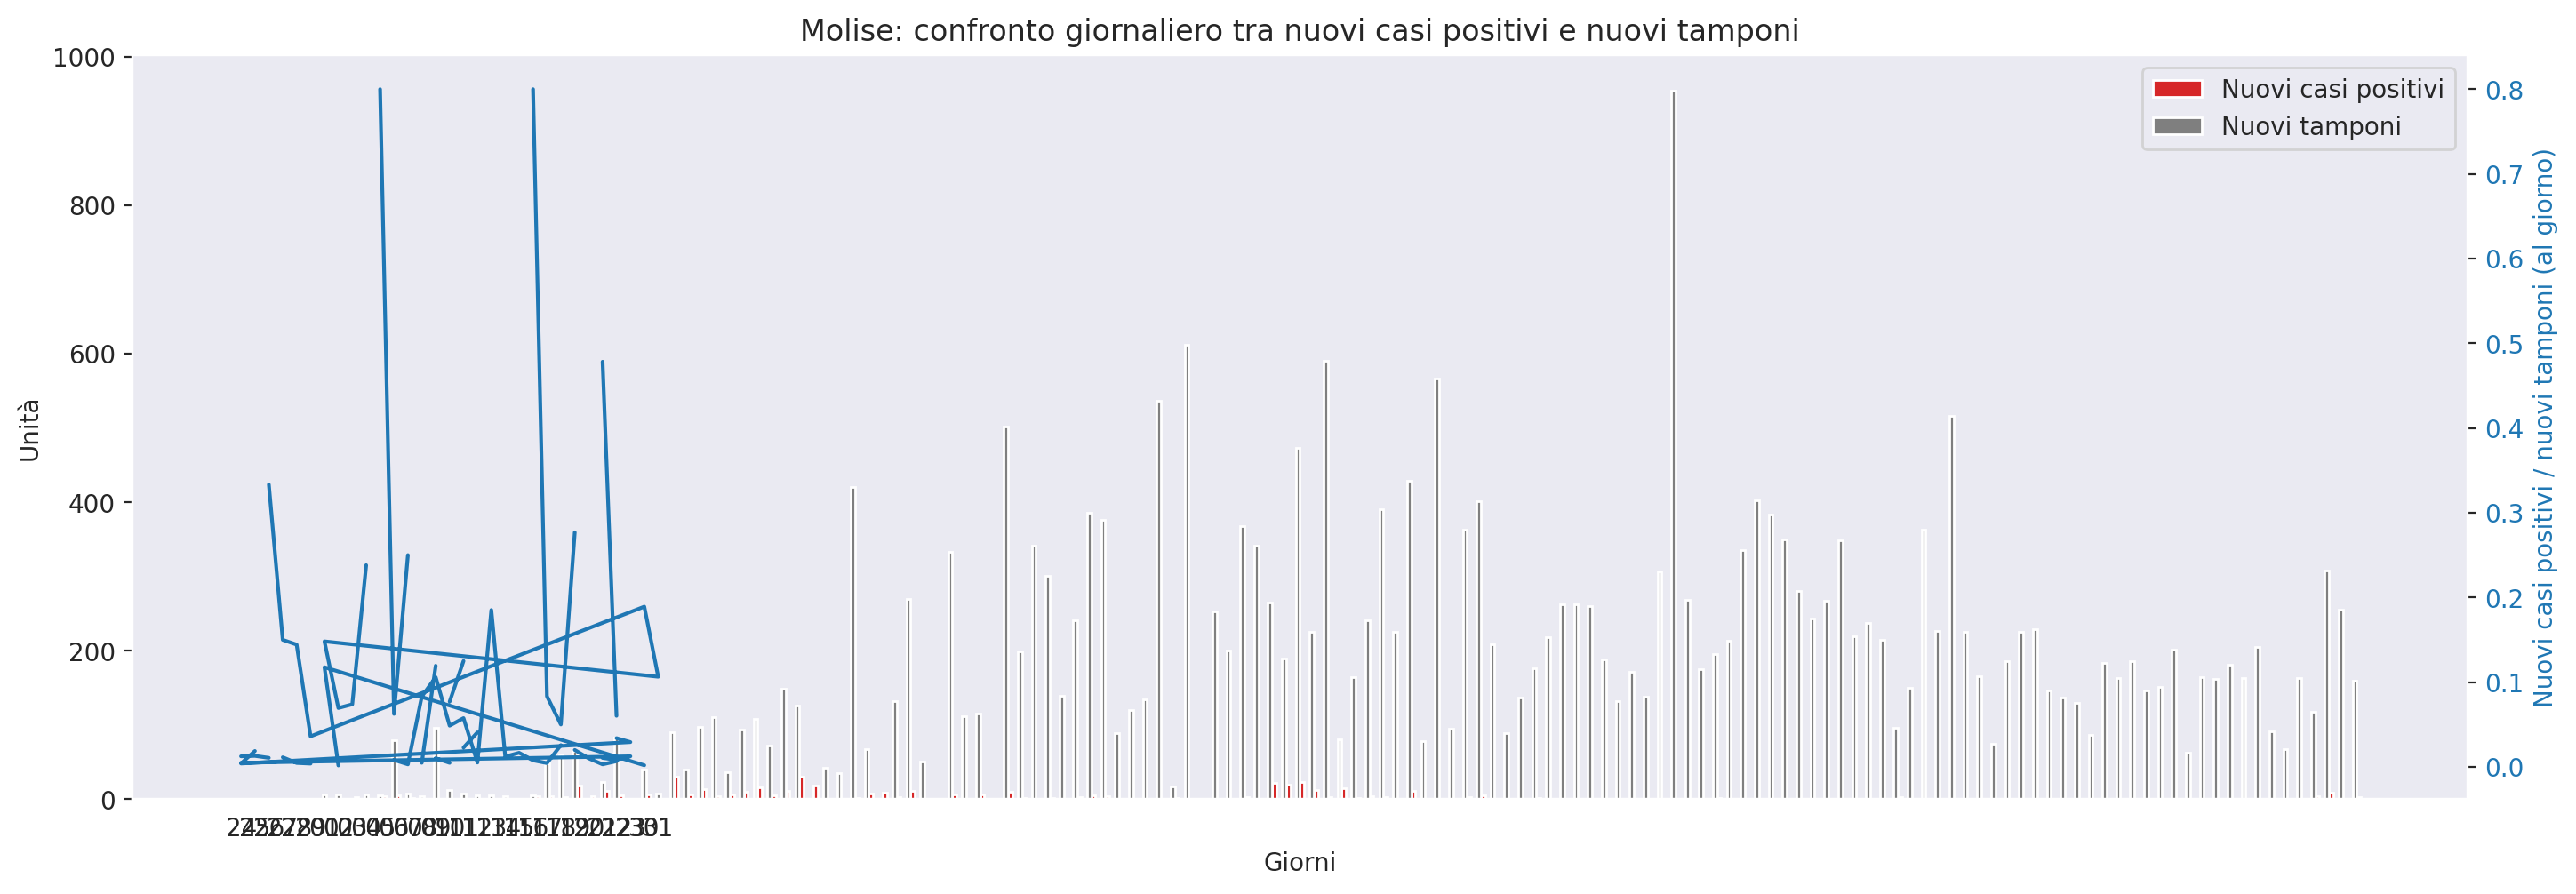 Molise: confronto giornaliero tra nuovi casi positivi e nuovi tamponi
1000
800
600
400
200
0
Unità
Nuovi casi positivi
Nuovi tamponi
0.8
0.7
0.6
0.5
0.4
0.3
0.2
0.1
0.0
Nuovi casi positivi / nuovi tamponi (al giorno)
Giorni